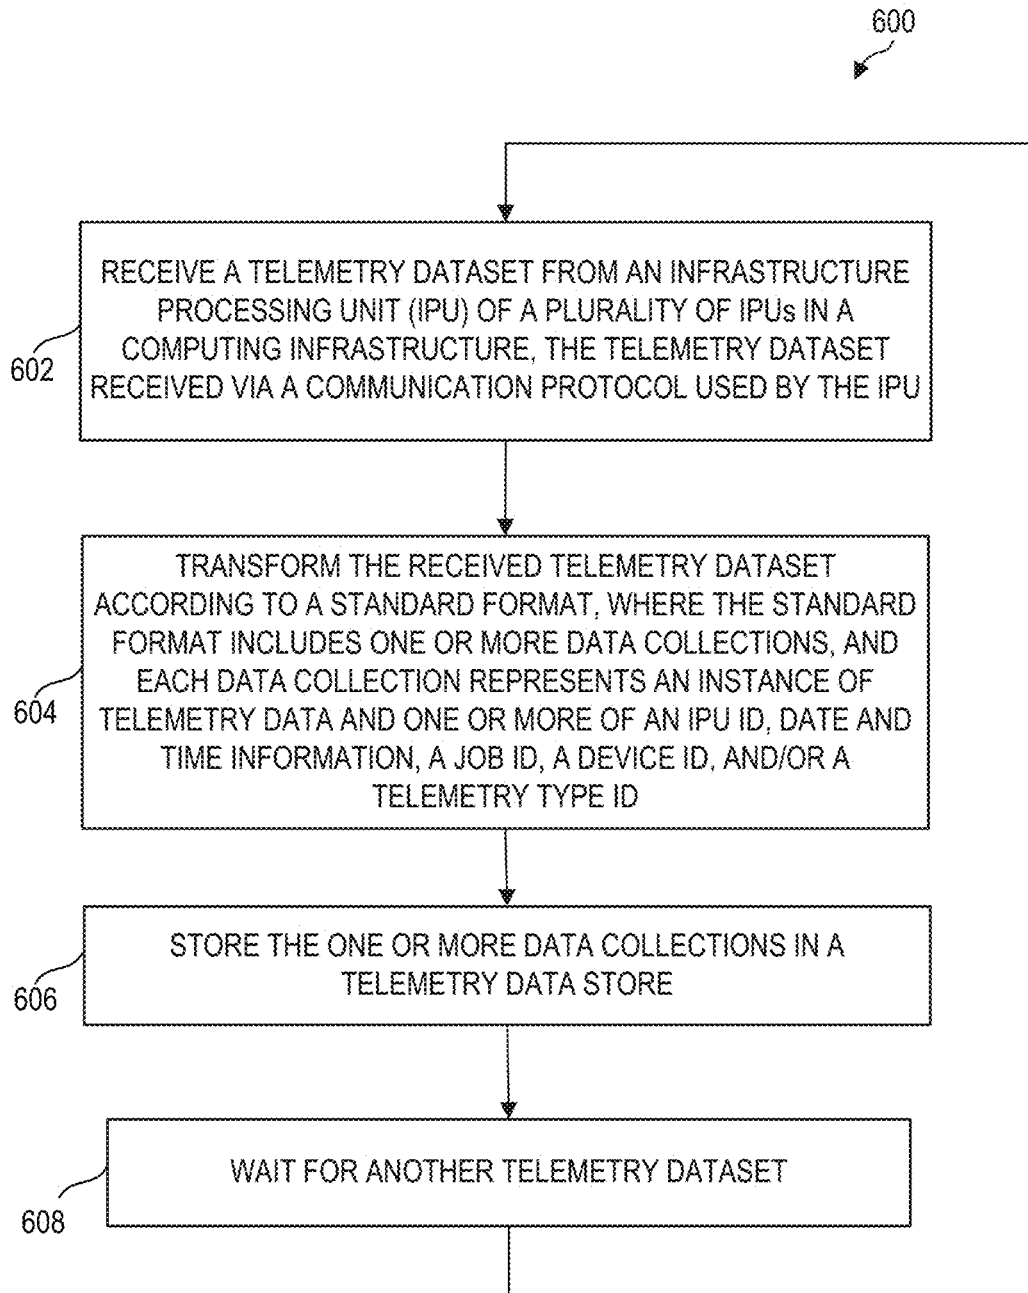 600
RECEIVE A TELEMETRY DATASET FROM AN INFRASTRUCTURE
PROCESSING UNIT (IPU) OF A PLURALITY OF IPUs IN A
COMPUTING INFRASTRUCTURE, THE TELEMETRY DATASET
RECEIVED VIA A COMMUNICATION PROTOCOL USED BY THE IPU
602
TRANSFORM THE RECEIVED TELEMETRY DATASET
ACCORDING TO A STANDARD FORMAT, WHERE THE STANDARD
FORMAT INCLUDES ONE OR MORE DATA COLLECTIONS, AND
EACH DATA COLLECTION REPRESENTS AN INSTANCE OF
TELEMETRY DATA AND ONE OR MORE OF AN IPU ID, DATE AND
TIME INFORMATION, A JOB ID, A DEVICE ID, AND/OR A
TELEMETRY TYPE ID
604
STORE THE ONE OR MORE DATA COLLECTIONS IN A
TELEMETRY DATA STORE
606
WAIT FOR ANOTHER TELEMETRY DATASET
608